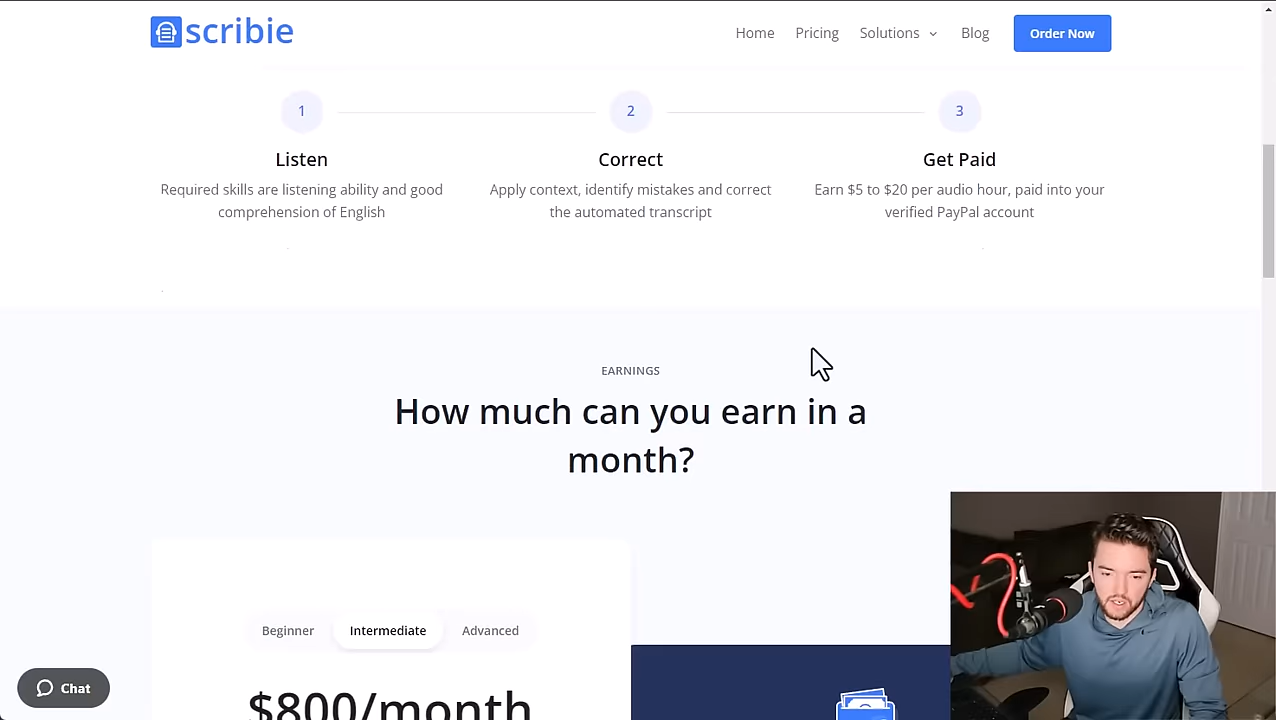 scribie
Home Pricing Solutions Blog Order Now
1 2 3
Listen Correct Get Paid
Required skills are listening ability and good
comprehension of English
Apply context, identify mistakes and correct
the automated transcript
Earn $5 to $20 per audio hour, paid into your
verified PayPal account
EARNINGS
How much can you earn in a
month?
Beginner Intermediate Advanced
$800/month
Chat